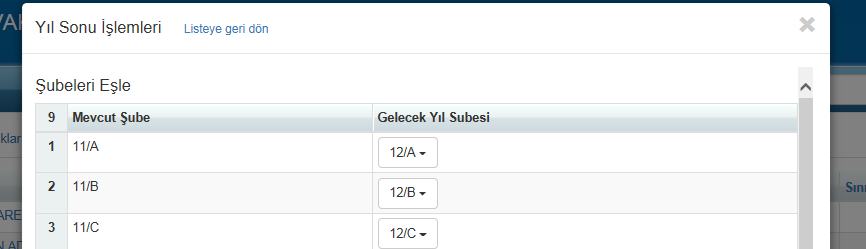 Yıl Sonu İşlemleri Listeye geri dön
Şubeleri Eşle
9 Mevcut Şube Gelecek Yıl Subesi
1 11/A 12/A
2 11/B 12/B
3 11/C 12/C